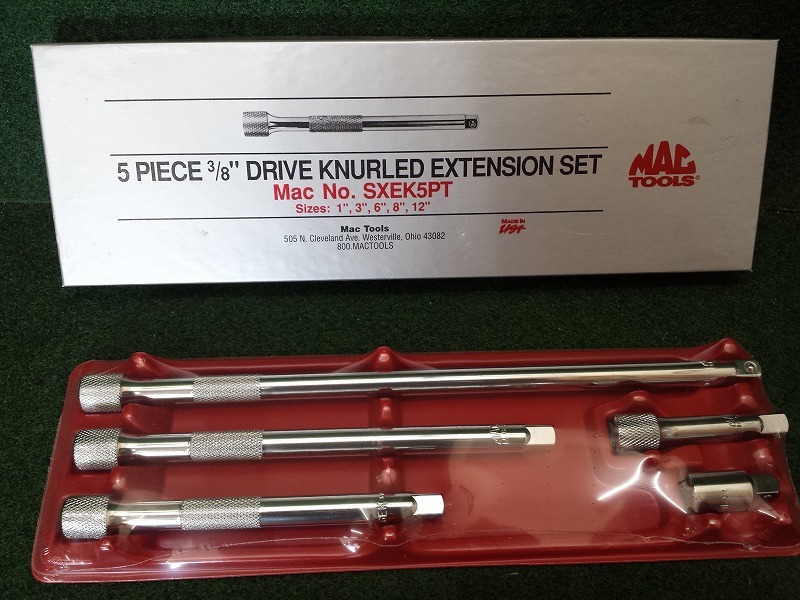 5 PIECE 3/8" DRIVE KNURLED EXTENSION SET
Mac No. SXEK5PT
Sizes: 1", 3", 6", 8", 12"
Mac Tools
505 N. Cleveland Ave. Westerville, Ohio 43082
800.MACTOOLS
MADE IN
USA
MAC
TOOLS®